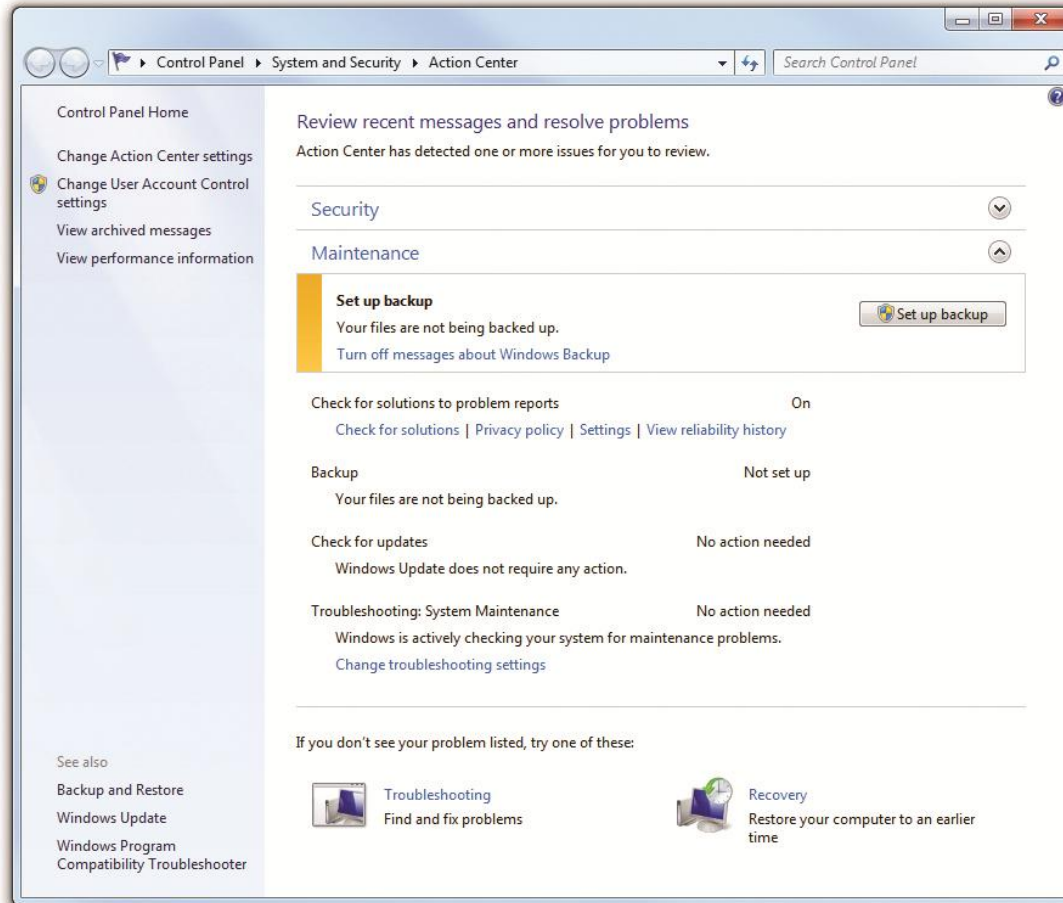 Control Panel System and Security Action Center Search Control Panel
Control Panel Home
Change Action Center settings
Change User Account Control
settings
View archived messages
View performance information
See also
Backup and Restore
Windows Update
Windows Program
Compatibility Troubleshooter
Review recent messages and resolve problems
Action Center has detected one or more issues for you to review.
Security
Maintenance
Set up backup
Your files are not being backed up.
Turn off messages about Windows Backup
Set up backup
Check for solutions to problem reports On
Check for solutions | Privacy policy | Settings | View reliability history
Backup Not set up
Your files are not being backed up.
Check for updates No action needed
Windows Update does not require any action.
Troubleshooting: System Maintenance No action needed
Windows is actively checking your system for maintenance problems.
Change troubleshooting settings
If you don't see your problem listed, try one of these:
Troubleshooting
Find and fix problems
Recovery
Restore your computer to an earlier
time